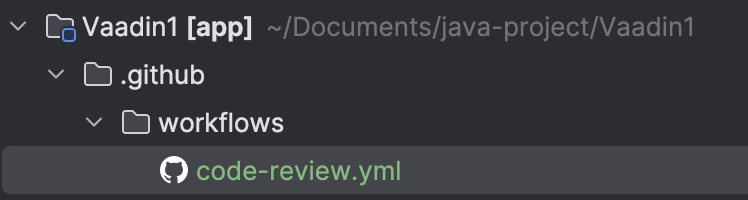 Vaadin1 [app] ~/Documents/java-project/Vaadin1
.github
workflows
code-review.yml